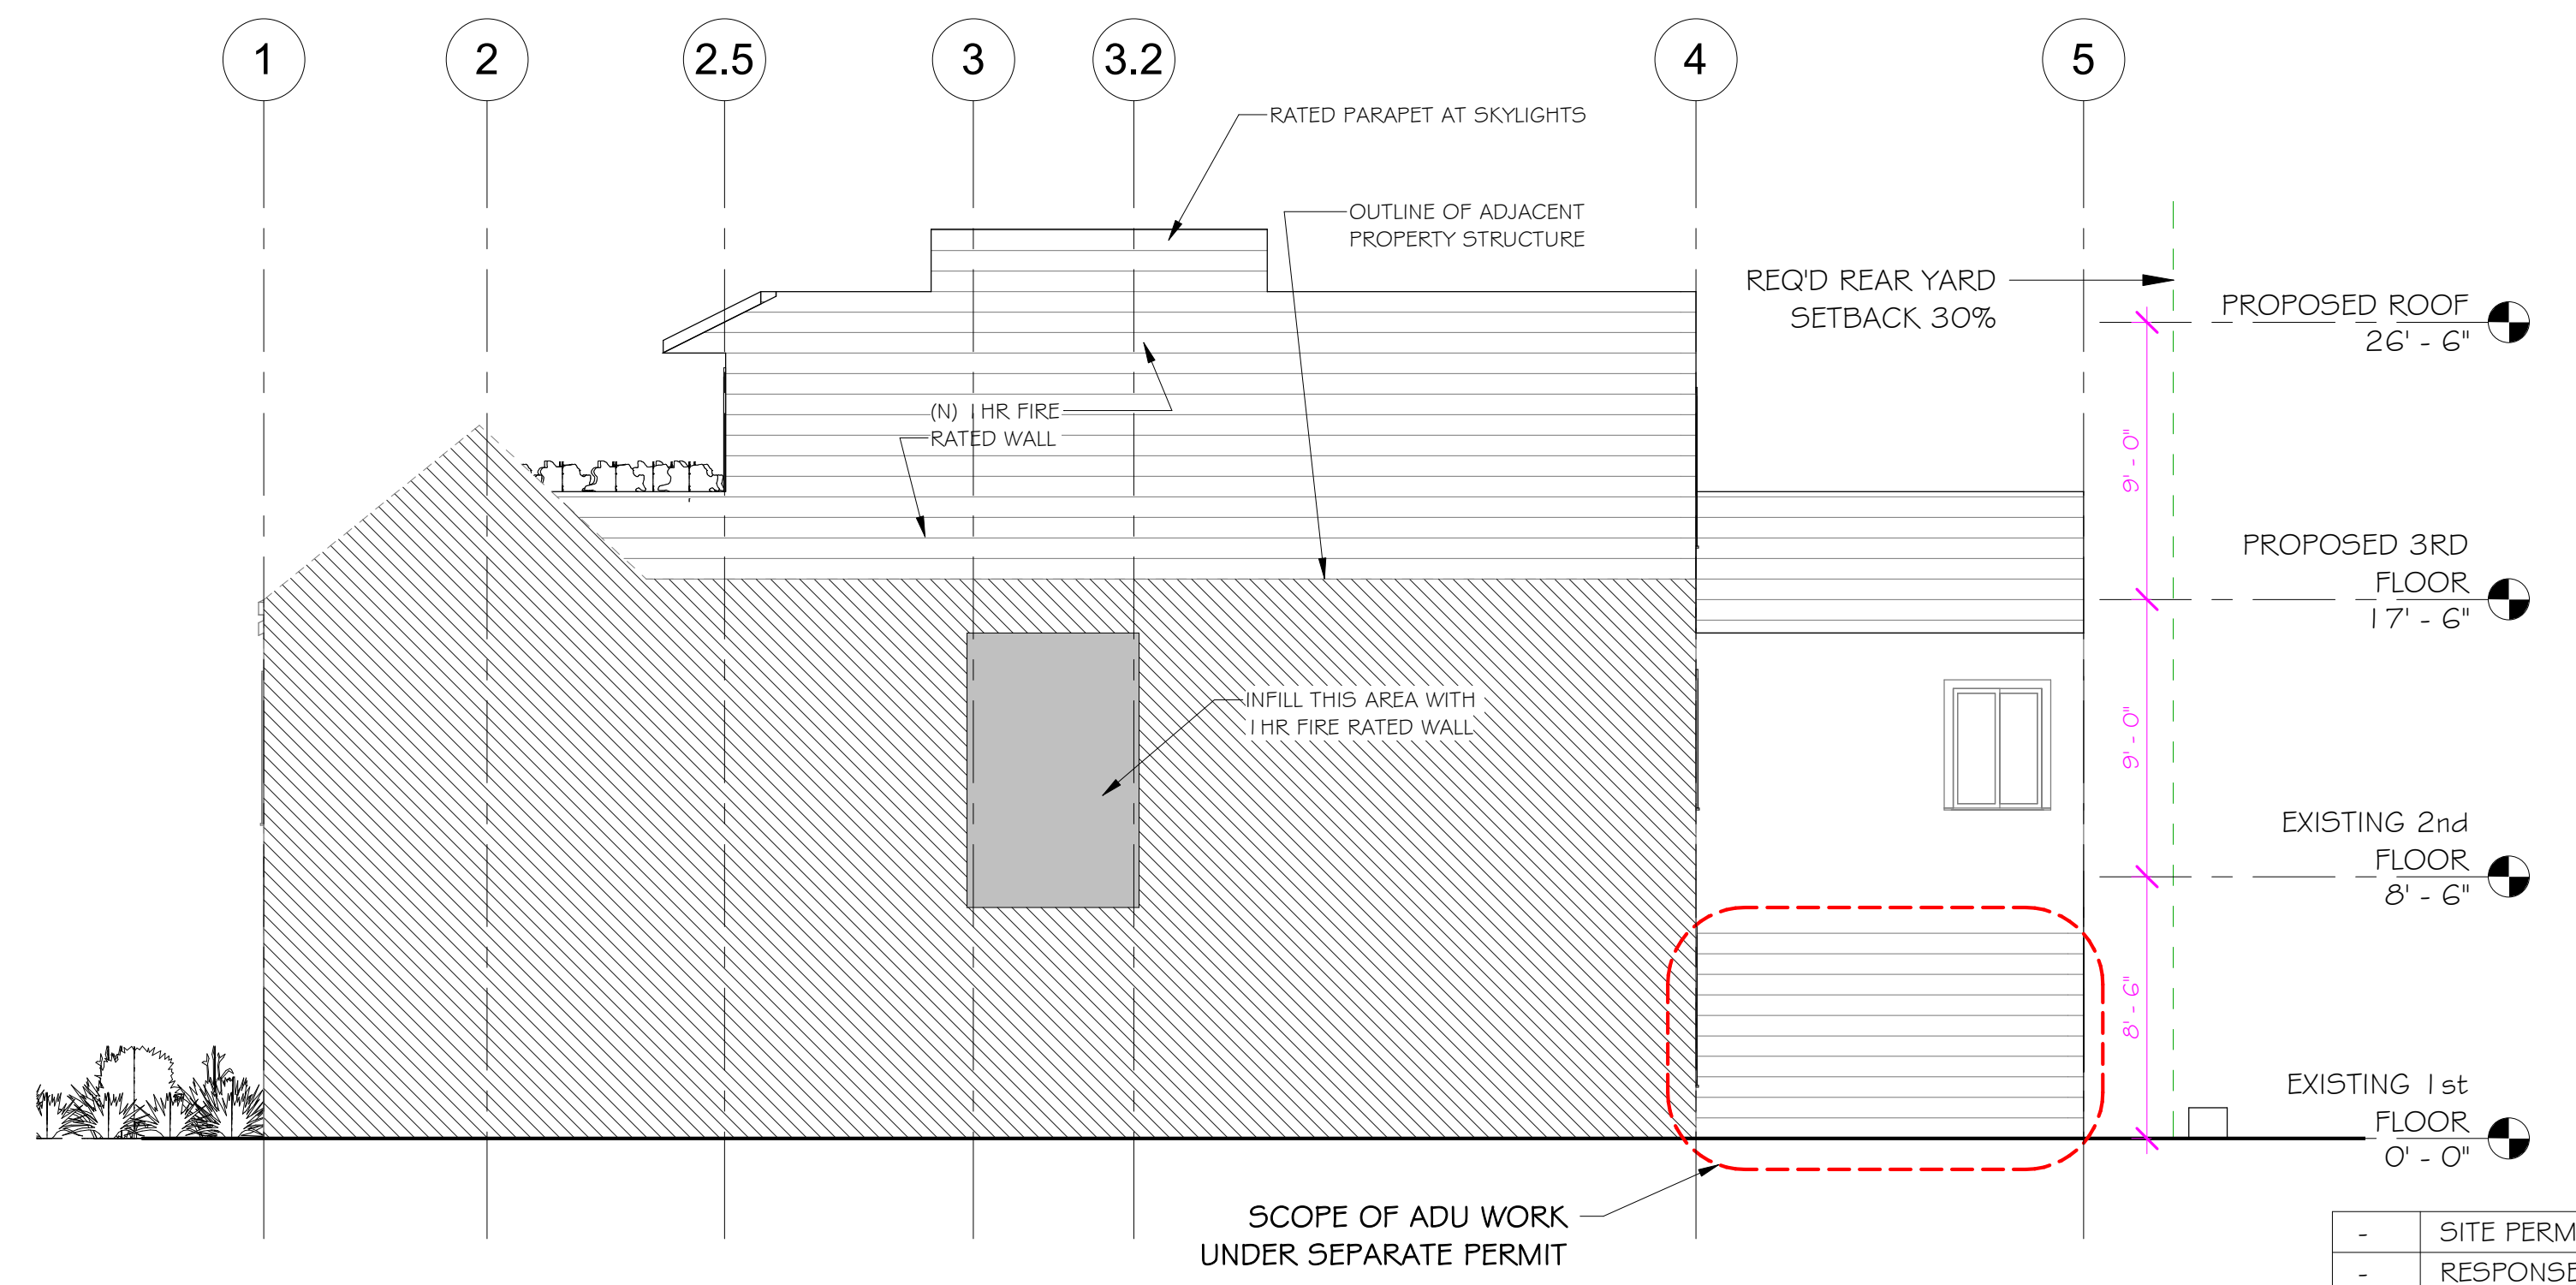 1
2
2.5
3
3.2
4
5
RATED PARAPET AT SKYLIGHTS
OUTLINE OF ADJACENT
PROPERTY STRUCTURE
REQ'D REAR YARD
SETBACK 30%
PROPOSED ROOF
26' - 6"
(N) 1 HR FIRE
RATED WALL
9' - 0"
PROPOSED 3RD
FLOOR
17' - 6"
INFILL THIS AREA WITH
1 HR FIRE RATED WALL
9' - 0"
EXISTING 2nd
FLOOR
8' - 6"
8' - 6"
EXISTING 1st
FLOOR
0' - 0"
SCOPE OF ADU WORK
UNDER SEPARATE PERMIT
- SITE PERM
- RESPONSE